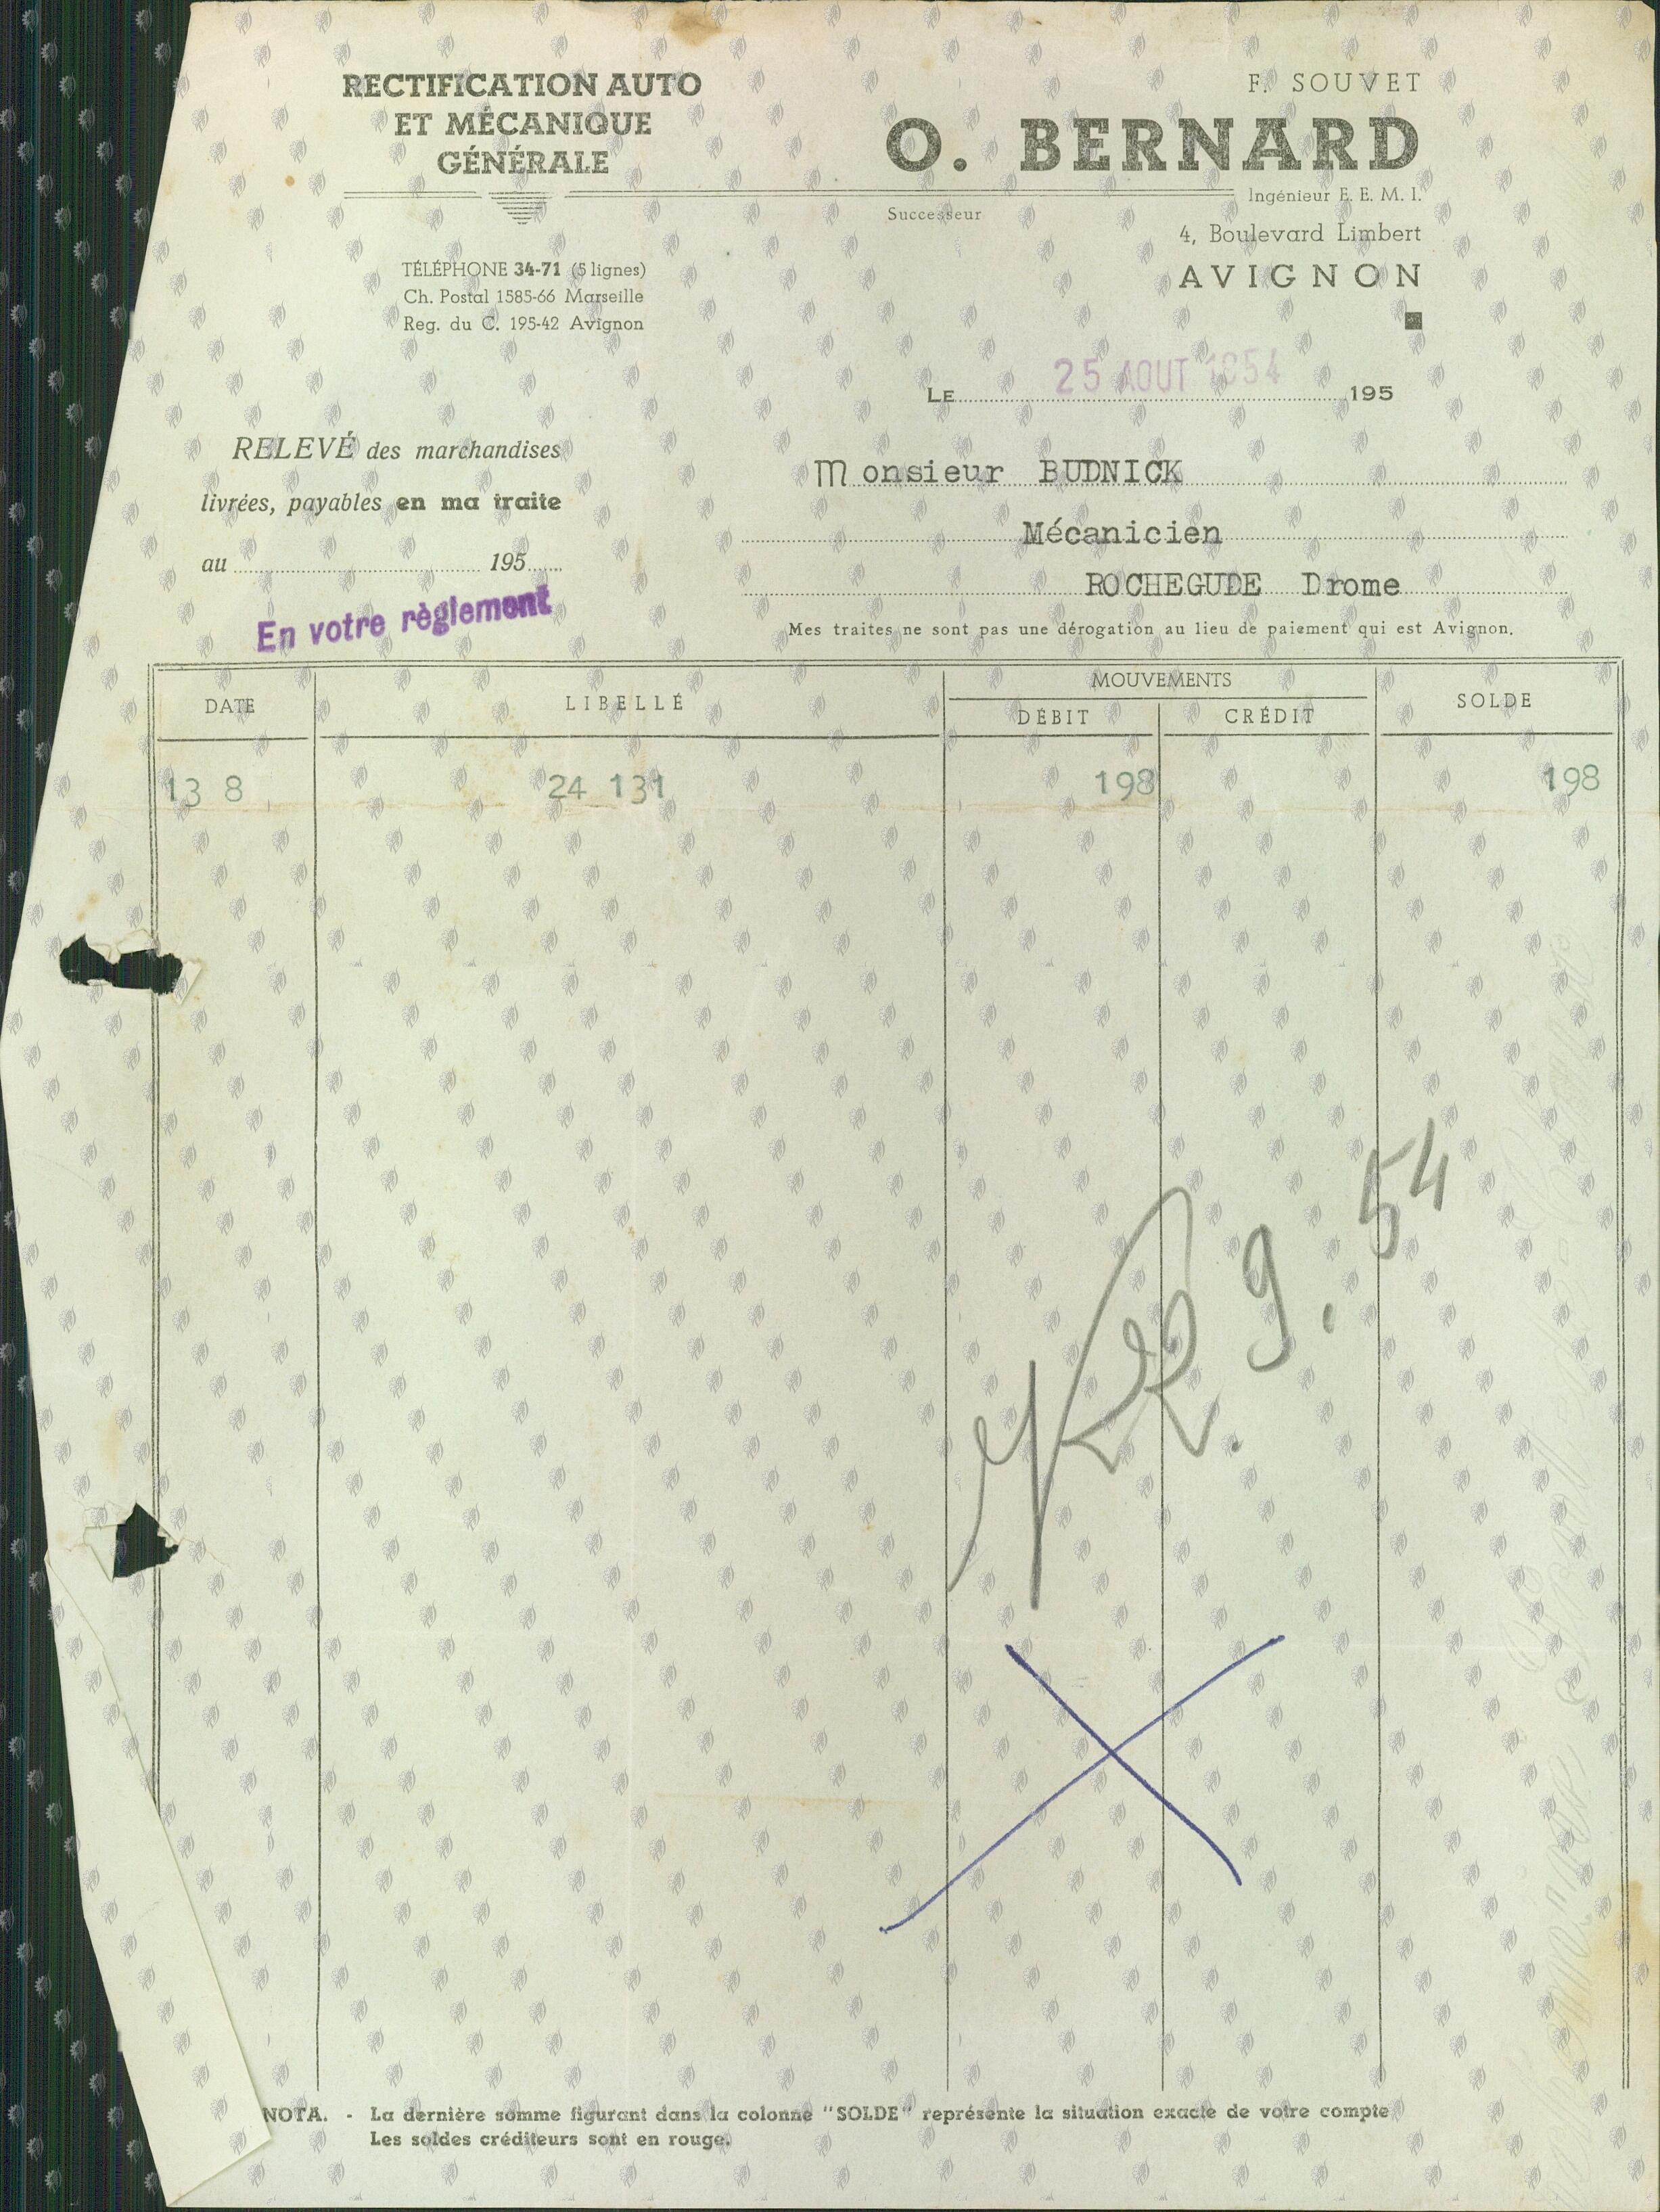 RECTIFICATION AUTO
ET MÉCANIQUE
GÉNÉRALE
F. SOUVET
O. BERNARD
Ingénieur E. E. M. I.
Successeur
4, Boulevard Limbert
AVIGNON
TÉLÉPHONE 34-71 (5 lignes)
Ch. Postal 1585-66 Marseille
Reg. du C. 195-42 Avignon
LE 25 AOUT 1954 195
RELEVÉ des marchandises
livrées, payables en ma traite
au 195
En votre règlement
Monsieur BUDNICK
Mécanicien
ROCHEGUDE Drome
Mes traites ne sont pas une dérogation au lieu de paiement qui est Avignon.
DATE LIBELLÉ MOUVEMENTS SOLDE
DÉBIT CRÉDIT
13 8 24 131 198 198
9. 54
NOTA. - La dernière somme figurant dans la colonne "SOLDE" représente la situation exacte de votre compte
Les soldes créditeurs sont en rouge.